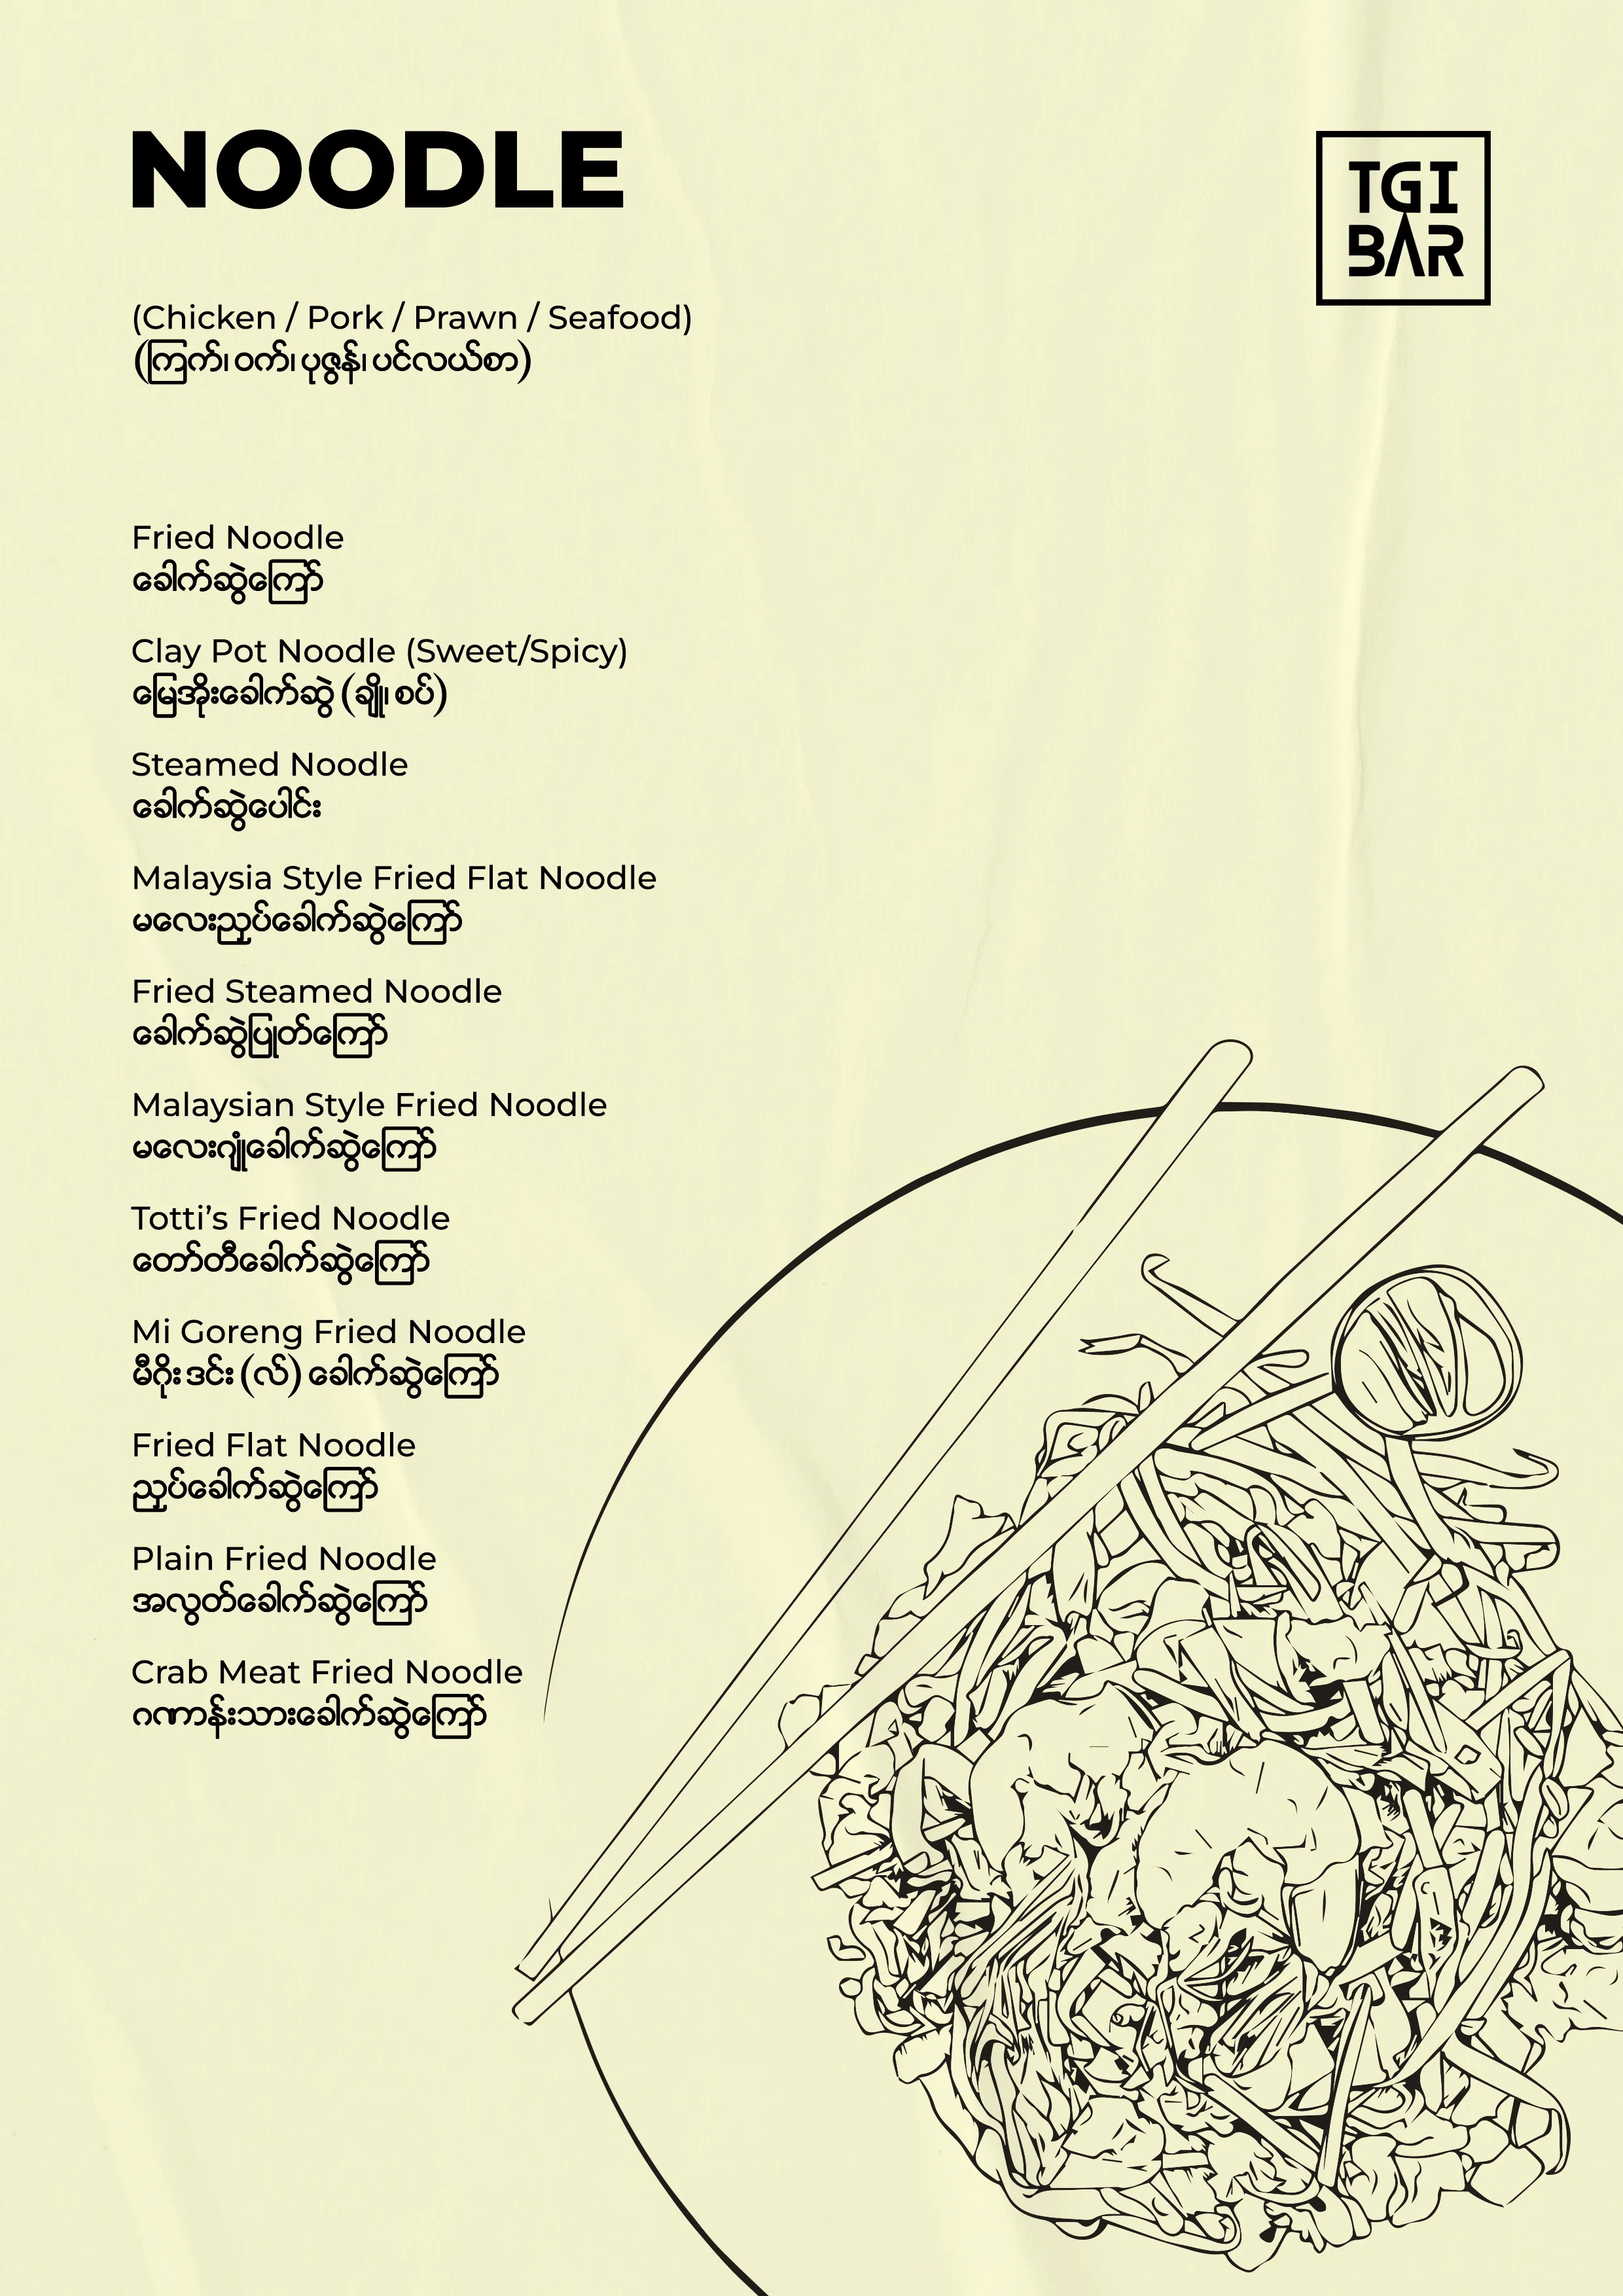 NOODLE
TGI
BAR
(Chicken / Pork / Prawn / Seafood)
(ကြက်၊ ဝက်၊ ပုဇွန်၊ ပင်လယ်စာ)
Fried Noodle
ခေါက်ဆွဲကြော်
Clay Pot Noodle (Sweet/Spicy)
မြေအိုးခေါက်ဆွဲ (ချို၊ စပ်)
Steamed Noodle
ခေါက်ဆွဲပေါင်း
Malaysia Style Fried Flat Noodle
မလေးညှပ်ခေါက်ဆွဲကြော်
Fried Steamed Noodle
ခေါက်ဆွဲပြုတ်ကြော်
Malaysian Style Fried Noodle
မလေးဂျုံခေါက်ဆွဲကြော်
Totti’s Fried Noodle
တော်တီခေါက်ဆွဲကြော်
Mi Goreng Fried Noodle
မီဂိုးဒင်း (လ်) ခေါက်ဆွဲကြော်
Fried Flat Noodle
ညှပ်ခေါက်ဆွဲကြော်
Plain Fried Noodle
အလွတ်ခေါက်ဆွဲကြော်
Crab Meat Fried Noodle
ဂဏာန်းသားခေါက်ဆွဲကြော်